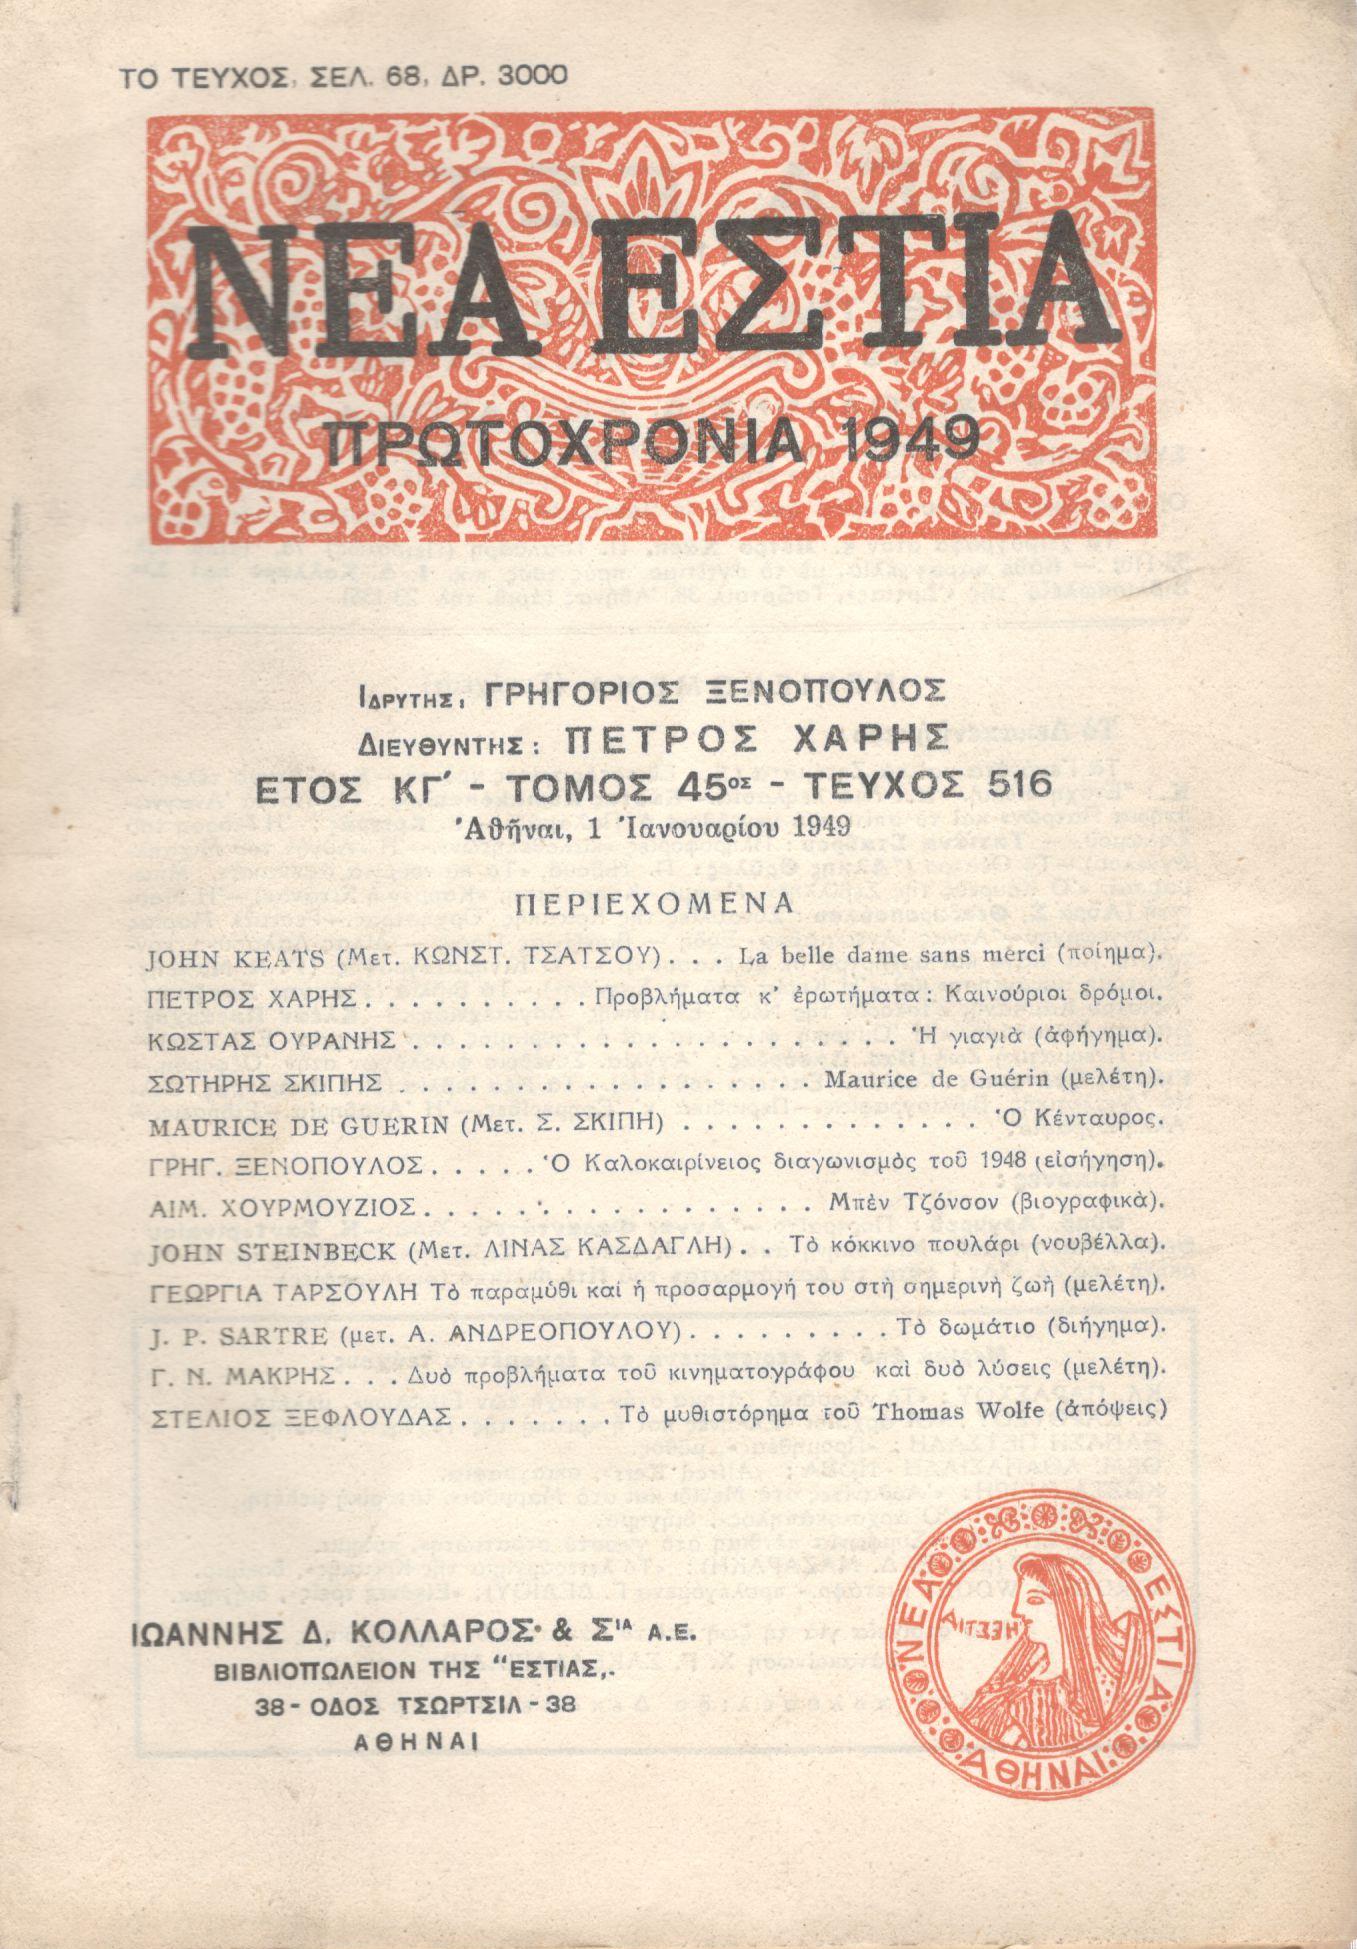 ΤΟ ΤΕΥΧΟΣ, ΣΕΛ. 68, ΔΡ. 3000
ΝΕΑ ΕΣΤΙΑ
ΠΡΩΤΟΧΡΟΝΙΑ 1949
ΙΔΡΥΤΗΣ, ΓΡΗΓΟΡΙΟΣ ΞΕΝΟΠΟΥΛΟΣ
ΔΙΕΥΘΥΝΤΗΣ: ΠΕΤΡΟΣ ΧΑΡΗΣ
ΕΤΟΣ ΚΓ' - ΤΟΜΟΣ 45ΟΣ - ΤΕΥΧΟΣ 516
Ἀθῆναι, 1 Ἰανουαρίου 1949
ΠΕΡΙΕΧΟΜΕΝΑ
JOHN KEATS (Μετ. ΚΩΝΣΤ. ΤΣΑΤΣΟΥ). . . La belle dame sans merci (ποίημα).
ΠΕΤΡΟΣ ΧΑΡΗΣ. . . . . . . . . . Προβλήματα κ' ἐρωτήματα: Καινούριοι δρόμοι.
ΚΩΣΤΑΣ ΟΥΡΑΝΗΣ . . . . . . . . . . . . . . . . . . . . . Ἡ γιαγιὰ (ἀφήγημα).
ΣΩΤΗΡΗΣ ΣΚΙΠΗΣ . . . . . . . . . . . . . . . . . . Maurice de Guérin (μελέτη).
MAURICE DE GUERIN (Μετ. Σ. ΣΚΙΠΗ) . . . . . . . . . . . . . Ὁ Κένταυρος.
ΓΡΗΓ. ΞΕΝΟΠΟΥΛΟΣ. . . . . Ὁ Καλοκαιρίνειος διαγωνισμὸς τοῦ 1948 (εἰσήγηση).
ΑΙΜ. ΧΟΥΡΜΟΥΖΙΟΣ. . . . . . . . . . . . . . . . . . Μπὲν Τζόνσον (βιογραφικὰ).
JOHN STEINBECK (Μετ. ΛΙΝΑΣ ΚΑΣΔΑΓΛΗ). . Τὸ κόκκινο πουλάρι (νουβέλλα).
ΓΕΩΡΓΙΑ ΤΑΡΣΟΥΛΗ Τὸ παραμύθι καί ἡ προσαρμογή του στὴ σημερινὴ ζωὴ (μελέτη).
J. P. SARTRE (μετ. Α. ΑΝΔΡΕΟΠΟΥΛΟΥ). . . . . . . . . Τὸ δωμάτιο (διήγημα).
Γ. Ν. ΜΑΚΡΗΣ. . . Δυὸ προβλήματα τοῦ κινηματογράφου καὶ δυὸ λύσεις (μελέτη).
ΣΤΕΛΙΟΣ ΞΕΦΛΟΥΔΑΣ. . . . . . . Τὸ μυθιστόρημα τοῦ Thomas Wolfe (ἀπόψεις)
ΙΩΑΝΝΗΣ Δ. ΚΟΛΛΑΡΟΣ & ΣΙΑ Α.Ε.
ΒΙΒΛΙΟΠΩΛΕΙΟΝ ΤΗΣ "ΕΣΤΙΑΣ,,
38 - ΟΔΟΣ ΤΣΩΡΤΣΙΛ - 38
ΑΘΗΝΑΙ
ΝΕΑ ΕΣΤΙΑ
ΑΘΗΝΑΙ